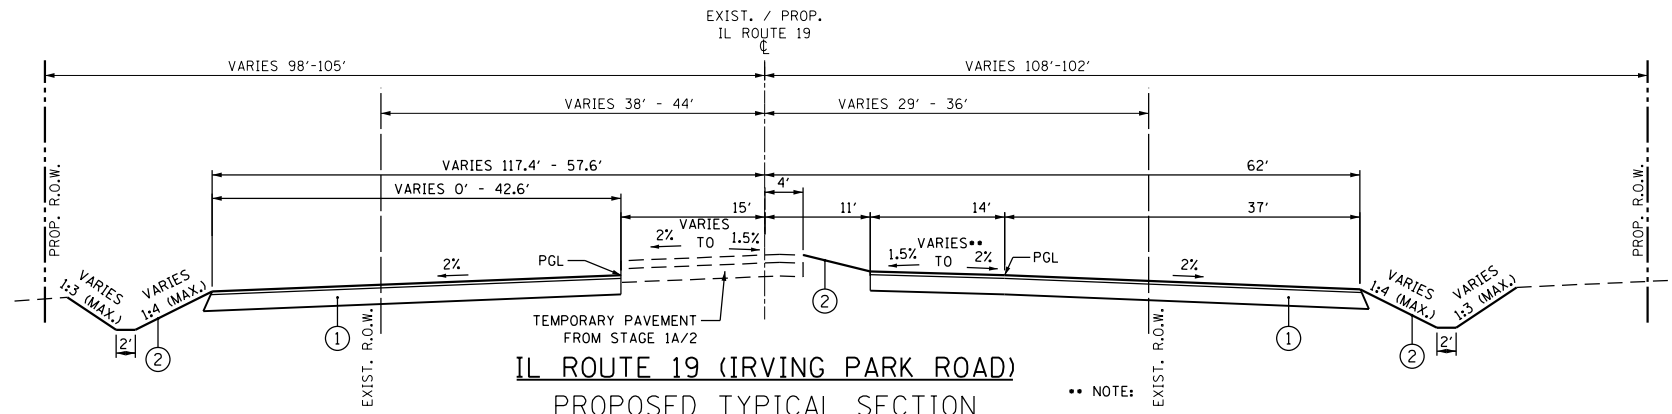 EXIST. / PROP.
IL ROUTE 19
℄
VARIES 98'-105'
VARIES 108'-102'
VARIES 38' - 44'
VARIES 29' - 36'
VARIES 117.4' - 57.6'
62'
VARIES 0' - 42.6'
4'
15'
11'
14'
37'
PROP. R.O.W.
PROP. R.O.W.
VARIES
2% TO 1.5%
VARIES••
1.5% TO 2%
PGL
PGL
2%
2%
VARIES
1:3 (MAX.)
VARIES
1:4 (MAX.)
VARIES
1:4 (MAX.)
VARIES
1:3 (MAX.)
2'
2
1
TEMPORARY PAVEMENT
FROM STAGE 1A/2
2
1
2
2'
EXIST. R.O.W.
EXIST. R.O.W.
IL ROUTE 19 (IRVING PARK ROAD)
PROPOSED TYPICAL SECTION
•• NOTE: